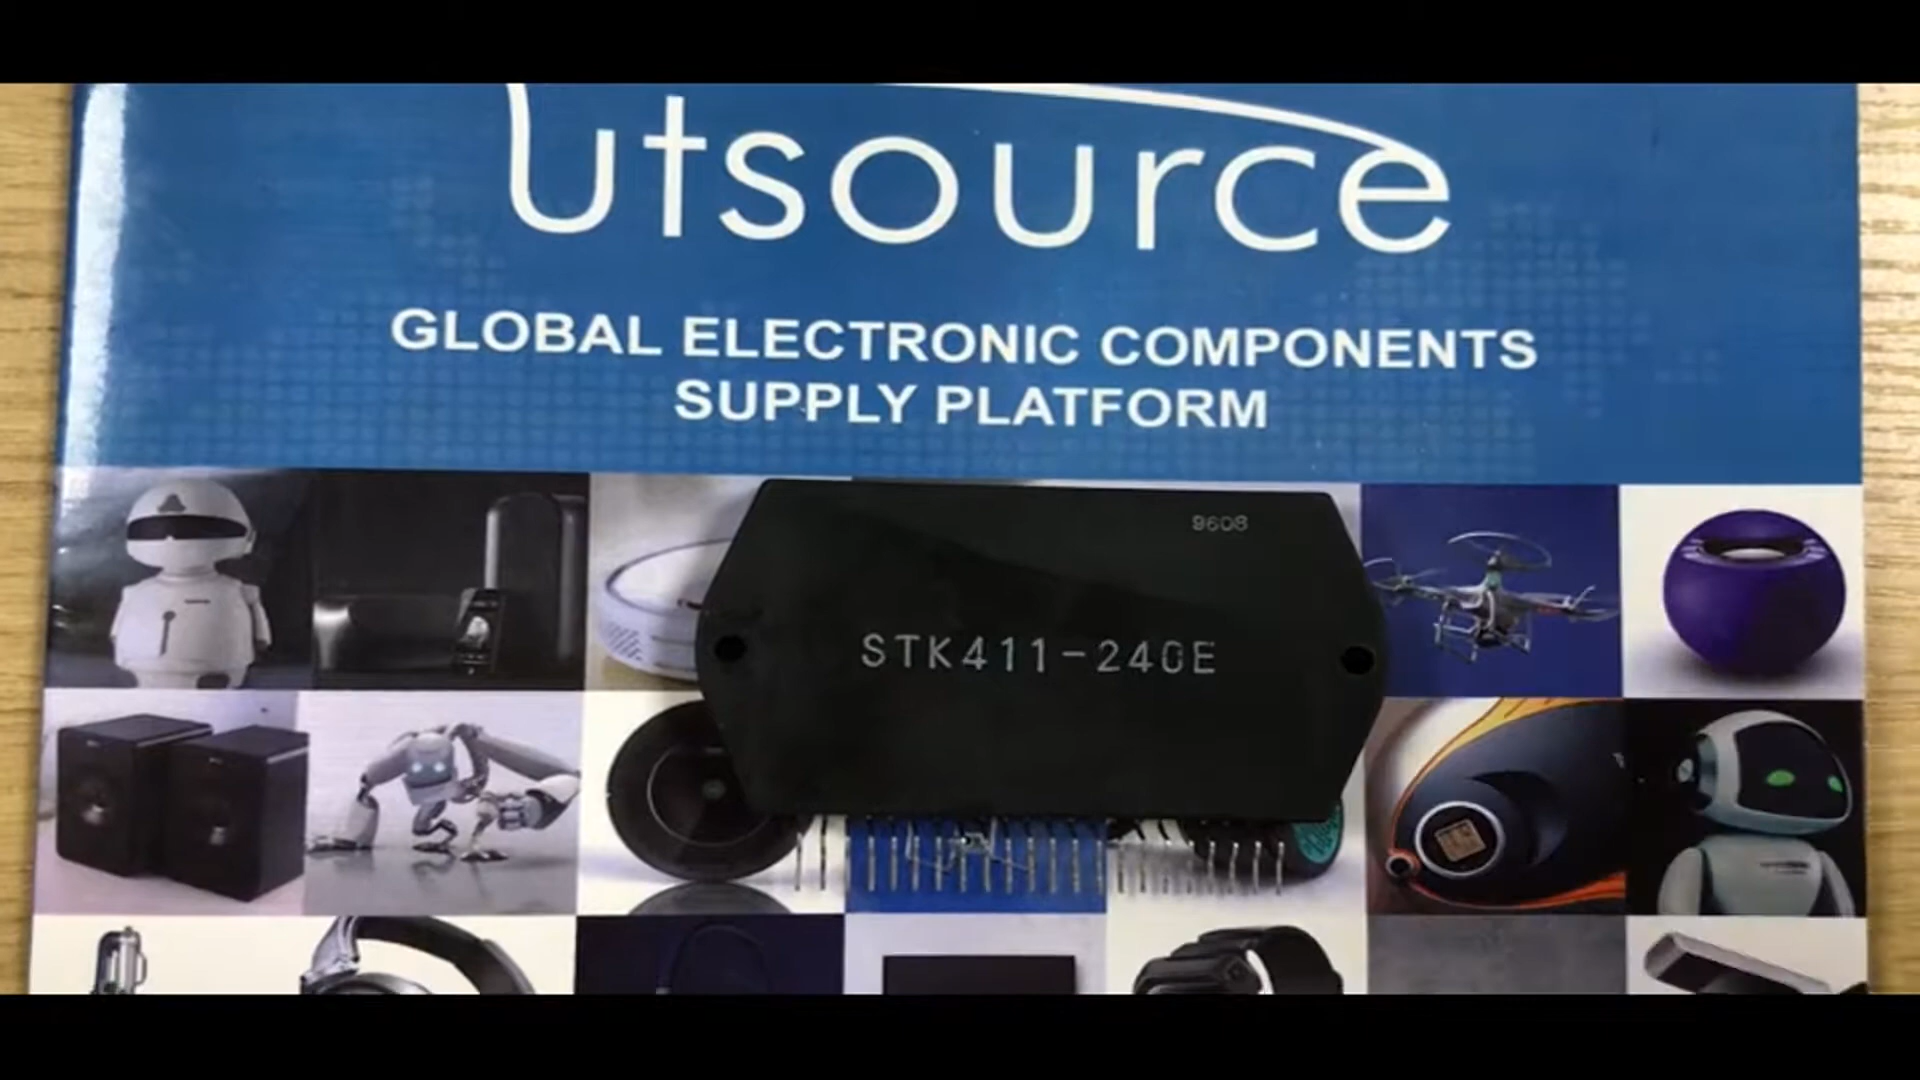 utsource
GLOBAL ELECTRONIC COMPONENTS
SUPPLY PLATFORM
9608
STK411-240E